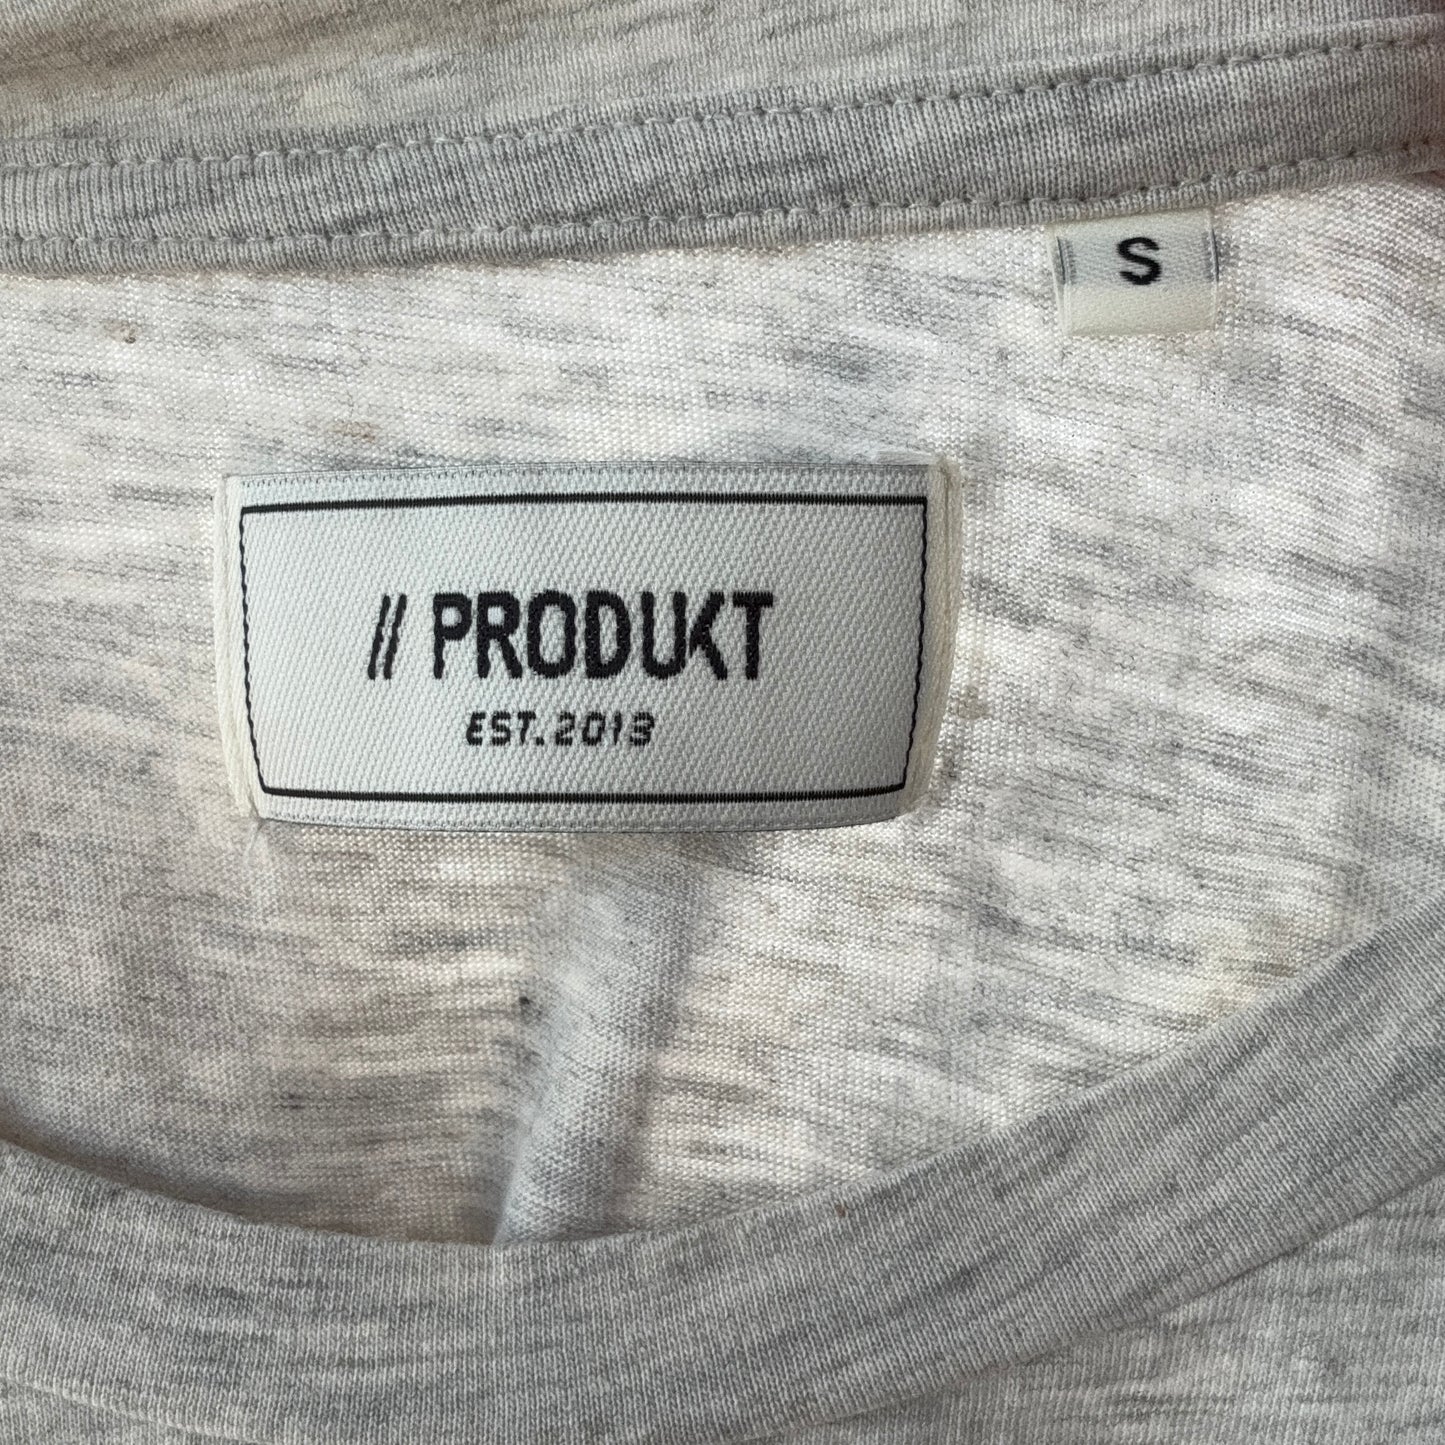 S
// PRODUKT
EST. 2013